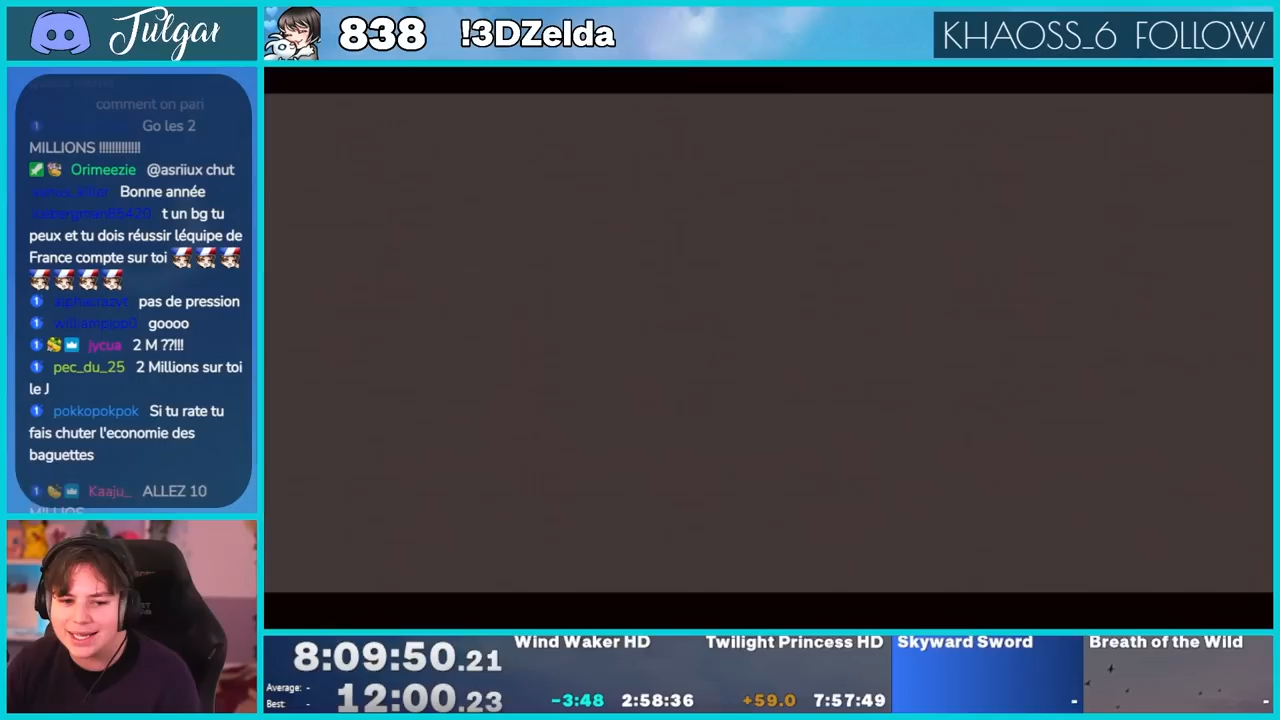 Julgar
838 !3DZelda
KHAOSS_6 FOLLOW
comment on pari
Go les 2
MILLIONS !!!!!!!!!!!!!
Orimeezie @asriiux chut
Bonne année
t un bg tu
peux et tu dois réussir léquipe de
France compte sur toi
pas de pression
goooo
jycua 2 M ??!!!
pec_du_25 2 Millions sur toi
le J
pokkopokpok Si tu rate tu
fais chuter l'economie des
baguettes
Kaaju_ ALLEZ 10
8:09:50.21
Average: -
Best: -
12:00.23
Wind Waker HD
-3:48 2:58:36
Twilight Princess HD
+59.0 7:57:49
Skyward Sword
-
Breath of the Wild
-